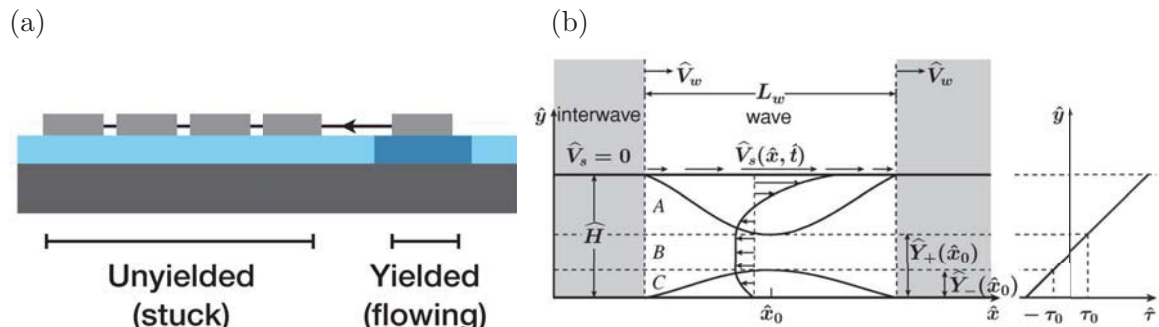 (a)
Unyielded
(stuck)
Yielded
(flowing)
(b)
V̂_w
V̂_w
L_w
ŷ
interwave
wave
ŷ
V̂_s = 0
V̂_s(x̂, t̂)
A
Ĥ
B
Ŷ_+(x̂_0)
C
Ŷ_-(x̂_0)
x̂_0
x̂
-τ_0
τ_0
τ̂